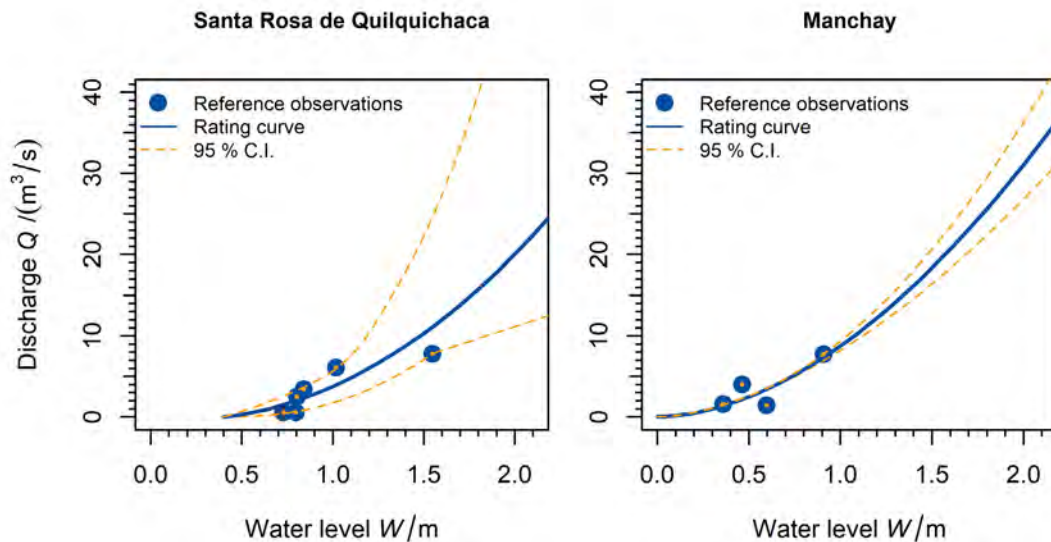 Santa Rosa de Quilquichaca
Manchay
Discharge Q /(m³/s)
40
30
20
10
0
Reference observations
Rating curve
95 % C.I.
0.0 0.5 1.0 1.5 2.0
Water level W/m
40
30
20
10
0
Reference observations
Rating curve
95 % C.I.
0.0 0.5 1.0 1.5 2.0
Water level W/m